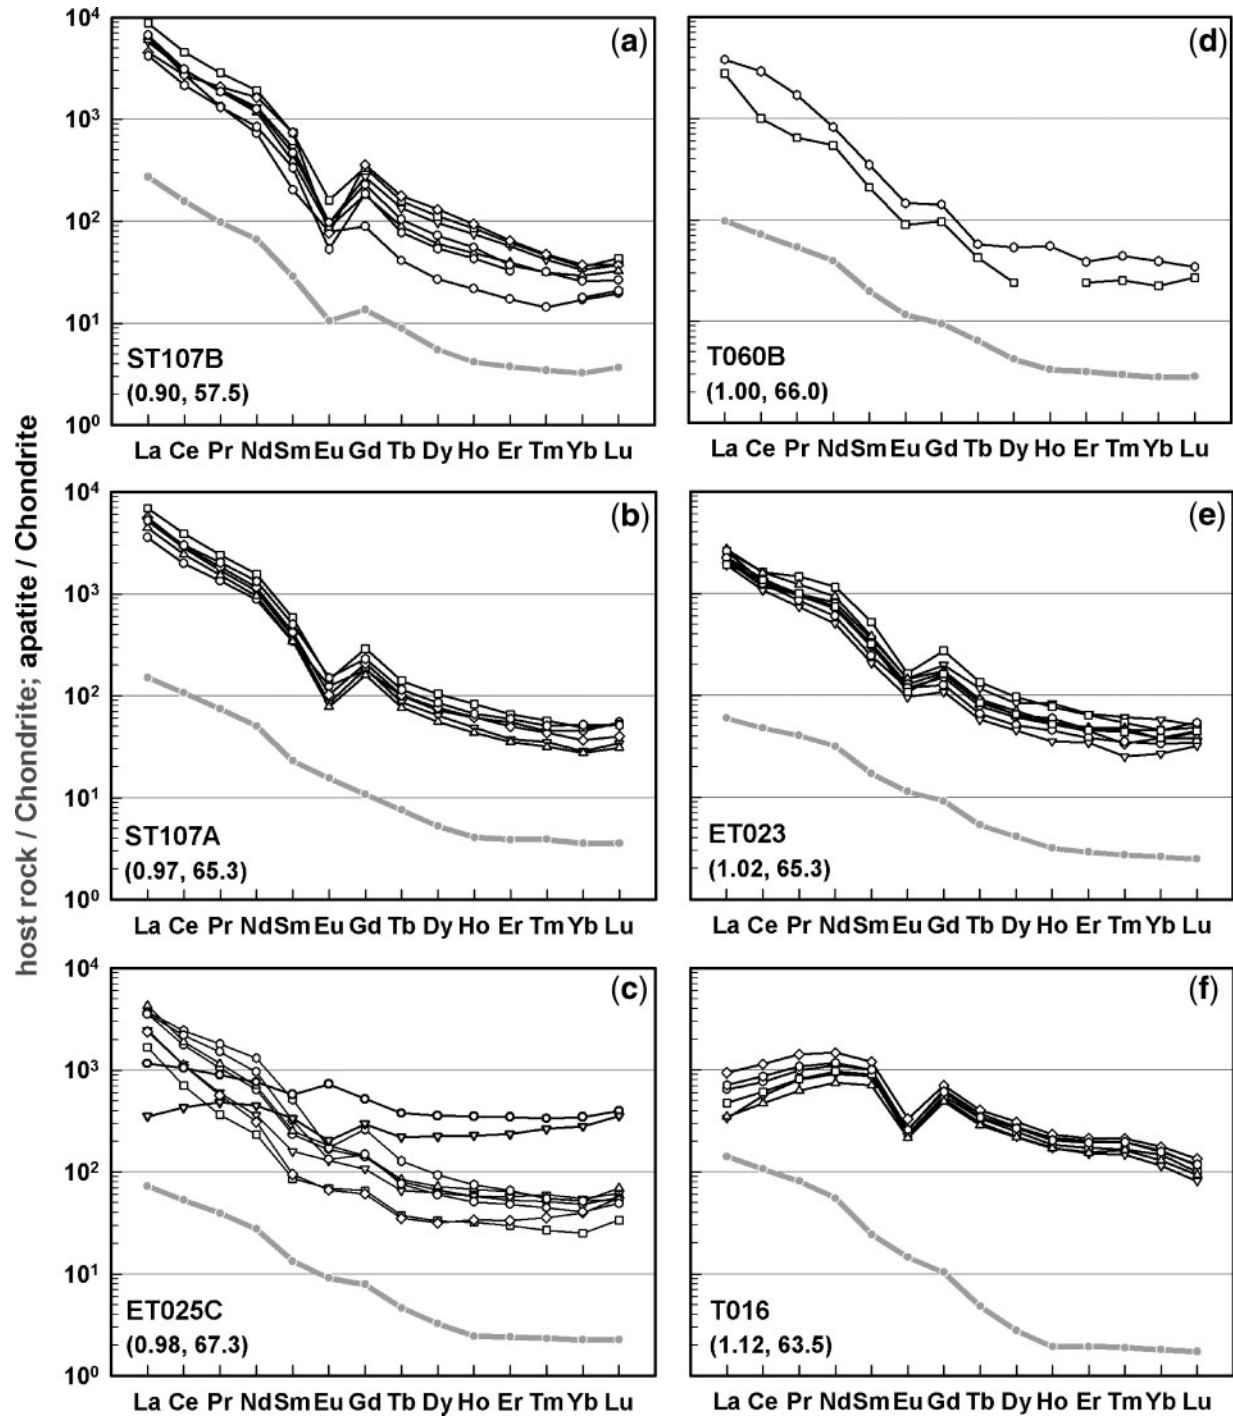 host rock / Chondrite; apatite / Chondrite
10⁴
10³
10²
10¹
10⁰
(a)
ST107B
(0.90, 57.5)
La Ce Pr Nd Sm Eu Gd Tb Dy Ho Er Tm Yb Lu
(d)
T060B
(1.00, 66.0)
La Ce Pr Nd Sm Eu Gd Tb Dy Ho Er Tm Yb Lu
10⁴
10³
10²
10¹
10⁰
(b)
ST107A
(0.97, 65.3)
La Ce Pr Nd Sm Eu Gd Tb Dy Ho Er Tm Yb Lu
(e)
ET023
(1.02, 65.3)
La Ce Pr Nd Sm Eu Gd Tb Dy Ho Er Tm Yb Lu
10⁴
10³
10²
10¹
10⁰
(c)
ET025C
(0.98, 67.3)
La Ce Pr Nd Sm Eu Gd Tb Dy Ho Er Tm Yb Lu
(f)
T016
(1.12, 63.5)
La Ce Pr Nd Sm Eu Gd Tb Dy Ho Er Tm Yb Lu